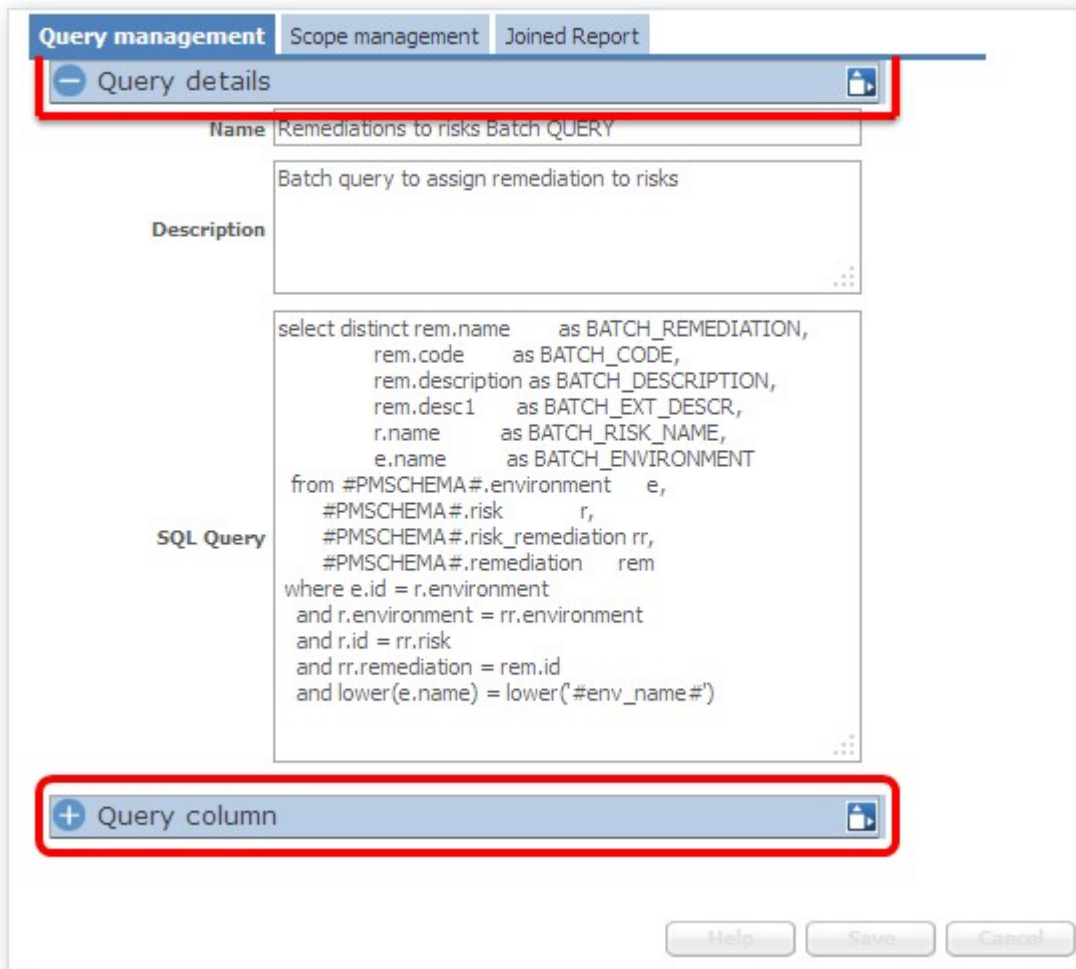 Query management Scope management Joined Report
Query details
Name Remediations to risks Batch QUERY
Description Batch query to assign remediation to risks
SQL Query
select distinct rem.name as BATCH_REMEDIATION,
rem.code as BATCH_CODE,
rem.description as BATCH_DESCRIPTION,
rem.desc1 as BATCH_EXT_DESCR,
r.name as BATCH_RISK_NAME,
e.name as BATCH_ENVIRONMENT
from #PMSCHEMA#.environment e,
#PMSCHEMA#.risk r,
#PMSCHEMA#.risk_remediation rr,
#PMSCHEMA#.remediation rem
where e.id = r.environment
and r.environment = rr.environment
and r.id = rr.risk
and rr.remediation = rem.id
and lower(e.name) = lower('#env_name#')
Query column
Help Save Cancel